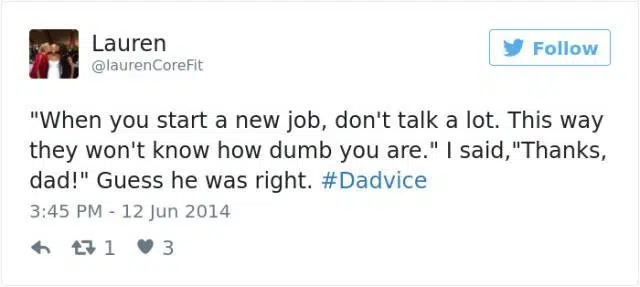 Lauren
@laurenCoreFit
Follow
"When you start a new job, don't talk a lot. This way
they won't know how dumb you are." I said,"Thanks,
dad!" Guess he was right. #Dadvice
3:45 PM - 12 Jun 2014
1 3